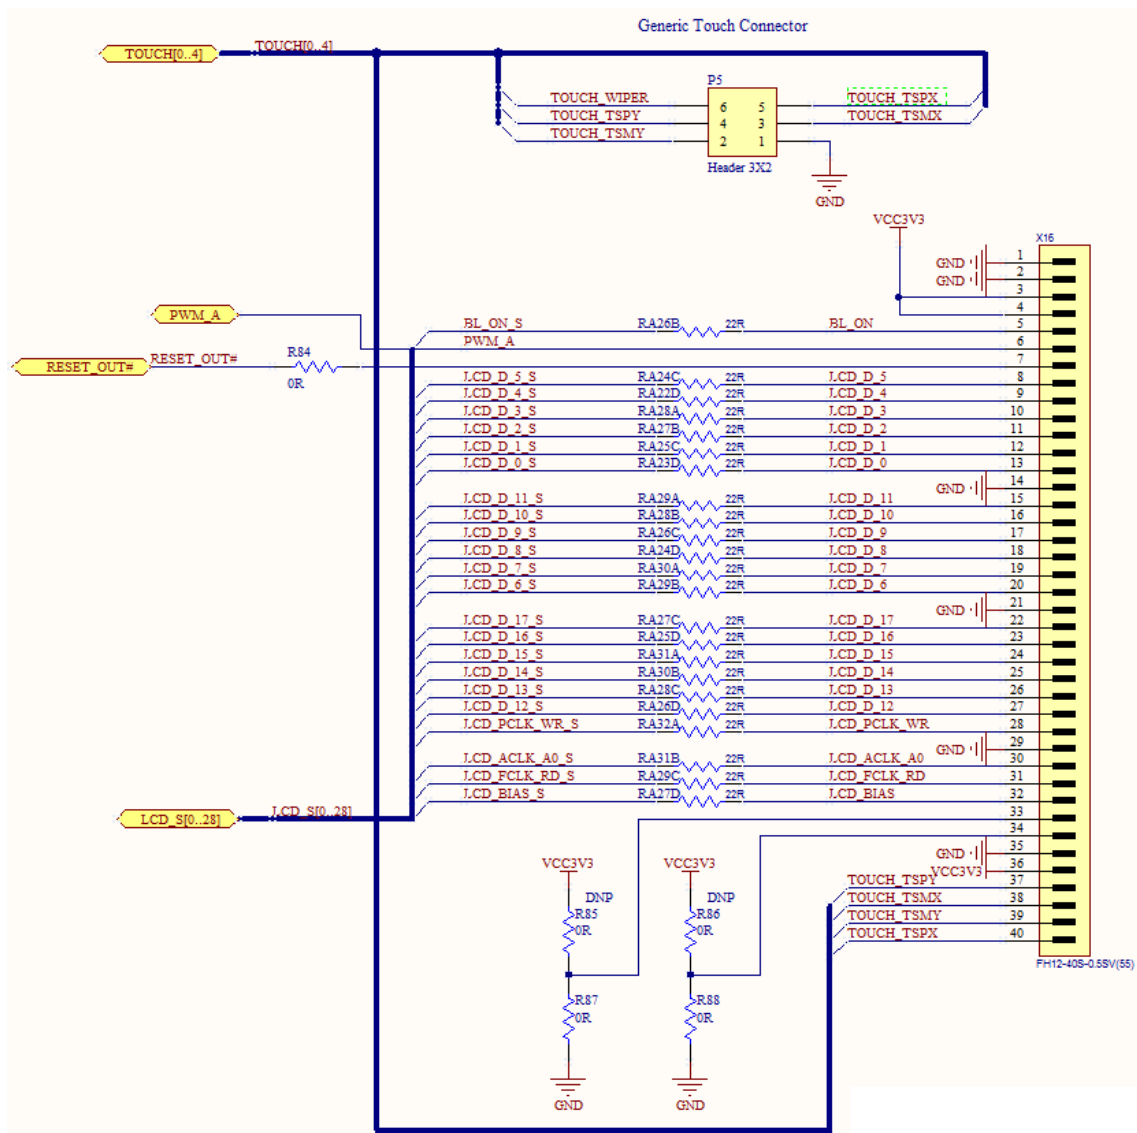 Generic Touch Connector
TOUCH[0..4] TOUCH[0..4]
P5
TOUCH_WIPER 6 5 TOUCH_TSPX
TOUCH_TSPY 4 3 TOUCH_TSMX
TOUCH_TSMY 2 1
Header 3X2
GND
VCC3V3
X16
GND 1
GND 2
3
4
PWM_A
BL_ON_S RA26B 22R BL_ON 5
PWM_A 6
RESET_OUT# RESET_OUT# R84 7
0R
LCD_D_5_S RA24C 22R LCD_D_5 8
LCD_D_4_S RA22D 22R LCD_D_4 9
LCD_D_3_S RA28A 22R LCD_D_3 10
LCD_D_2_S RA27B 22R LCD_D_2 11
LCD_D_1_S RA25C 22R LCD_D_1 12
LCD_D_0_S RA23D 22R LCD_D_0 13
GND 14
LCD_D_11_S RA29A 22R LCD_D_11 15
LCD_D_10_S RA28B 22R LCD_D_10 16
LCD_D_9_S RA26C 22R LCD_D_9 17
LCD_D_8_S RA24D 22R LCD_D_8 18
LCD_D_7_S RA30A 22R LCD_D_7 19
LCD_D_6_S RA29B 22R LCD_D_6 20
GND 21
LCD_D_17_S RA27C 22R LCD_D_17 22
LCD_D_16_S RA25D 22R LCD_D_16 23
LCD_D_15_S RA31A 22R LCD_D_15 24
LCD_D_14_S RA30B 22R LCD_D_14 25
LCD_D_13_S RA28C 22R LCD_D_13 26
LCD_D_12_S RA26D 22R LCD_D_12 27
LCD_PCLK_WR_S RA32A 22R LCD_PCLK_WR 28
GND 29
LCD_ACLK_A0_S RA31B 22R LCD_ACLK_A0 30
LCD_FCLK_RD_S RA29C 22R LCD_FCLK_RD 31
LCD_BIAS_S RA27D 22R LCD_BIAS 32
LCD_S[0..28] LCD_S[0..28] 33
34
GND 35
VCC3V3 36
TOUCH_TSPY 37
TOUCH_TSMX 38
TOUCH_TSMY 39
TOUCH_TSPX 40
FH12-40S-0.5SV(55)
VCC3V3 VCC3V3
DNP DNP
R85 R86
0R 0R
R87 R88
0R 0R
GND GND